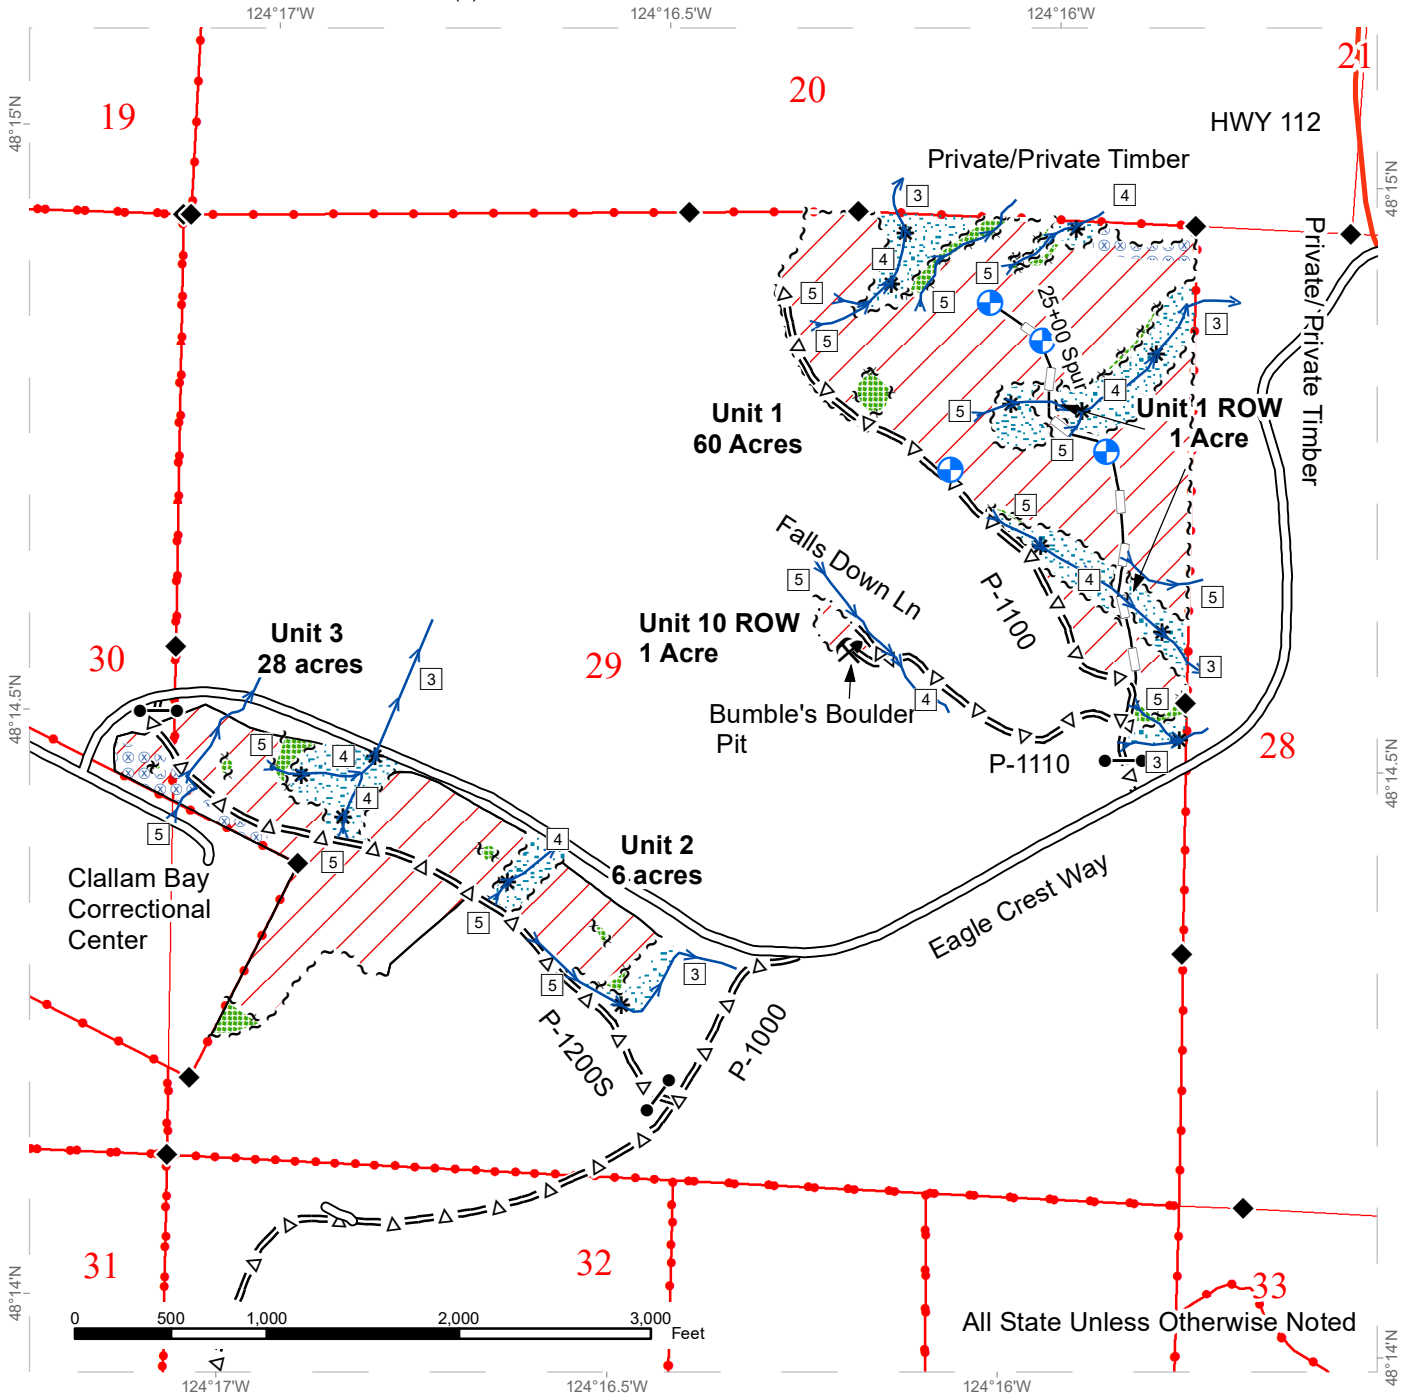 124°17'W
124°16.5'W
124°16'W
21
19
20
HWY 112
48°15'N
48°15'N
Private/Private Timber
3
4
4
5
5
5
5
25+00 Spur
Private/ Private Timber
3
4
Unit 1
60 Acres
5
Unit 1 ROW
1 Acre
5
5
Falls Down Ln
5
4
P-1100
5
Unit 10 ROW
1 Acre
Unit 3
28 acres
30
29
3
3
48°14.5'N
4
5
Bumble's Boulder
Pit
28
5
4
P-1110
3
48°14.5'N
4
5
5
4
Unit 2
6 acres
Clallam Bay
Correctional
Center
5
Eagle Crest Way
3
5
P-1200S
P-1000
31
32
33
48°14'N
0
500
1,000
2,000
3,000
Feet
All State Unless Otherwise Noted
48°14'N
124°17'W
124°16.5'W
124°16'W